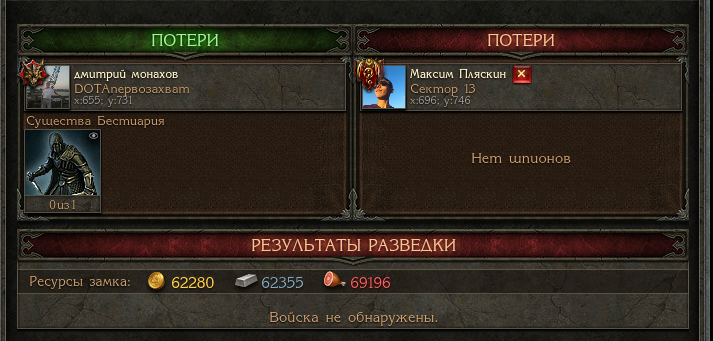 ПОТЕРИ
дмитрий монахов
DOTAпервозахват
x:655; y:731
Существа Бестиария
0из1
ПОТЕРИ
Максим Пляскин
Сектор 13
x:696; y:746
Нет шпионов
РЕЗУЛЬТАТЫ РАЗВЕДКИ
Ресурсы замка: 62280 62355 69196
Войска не обнаружены.